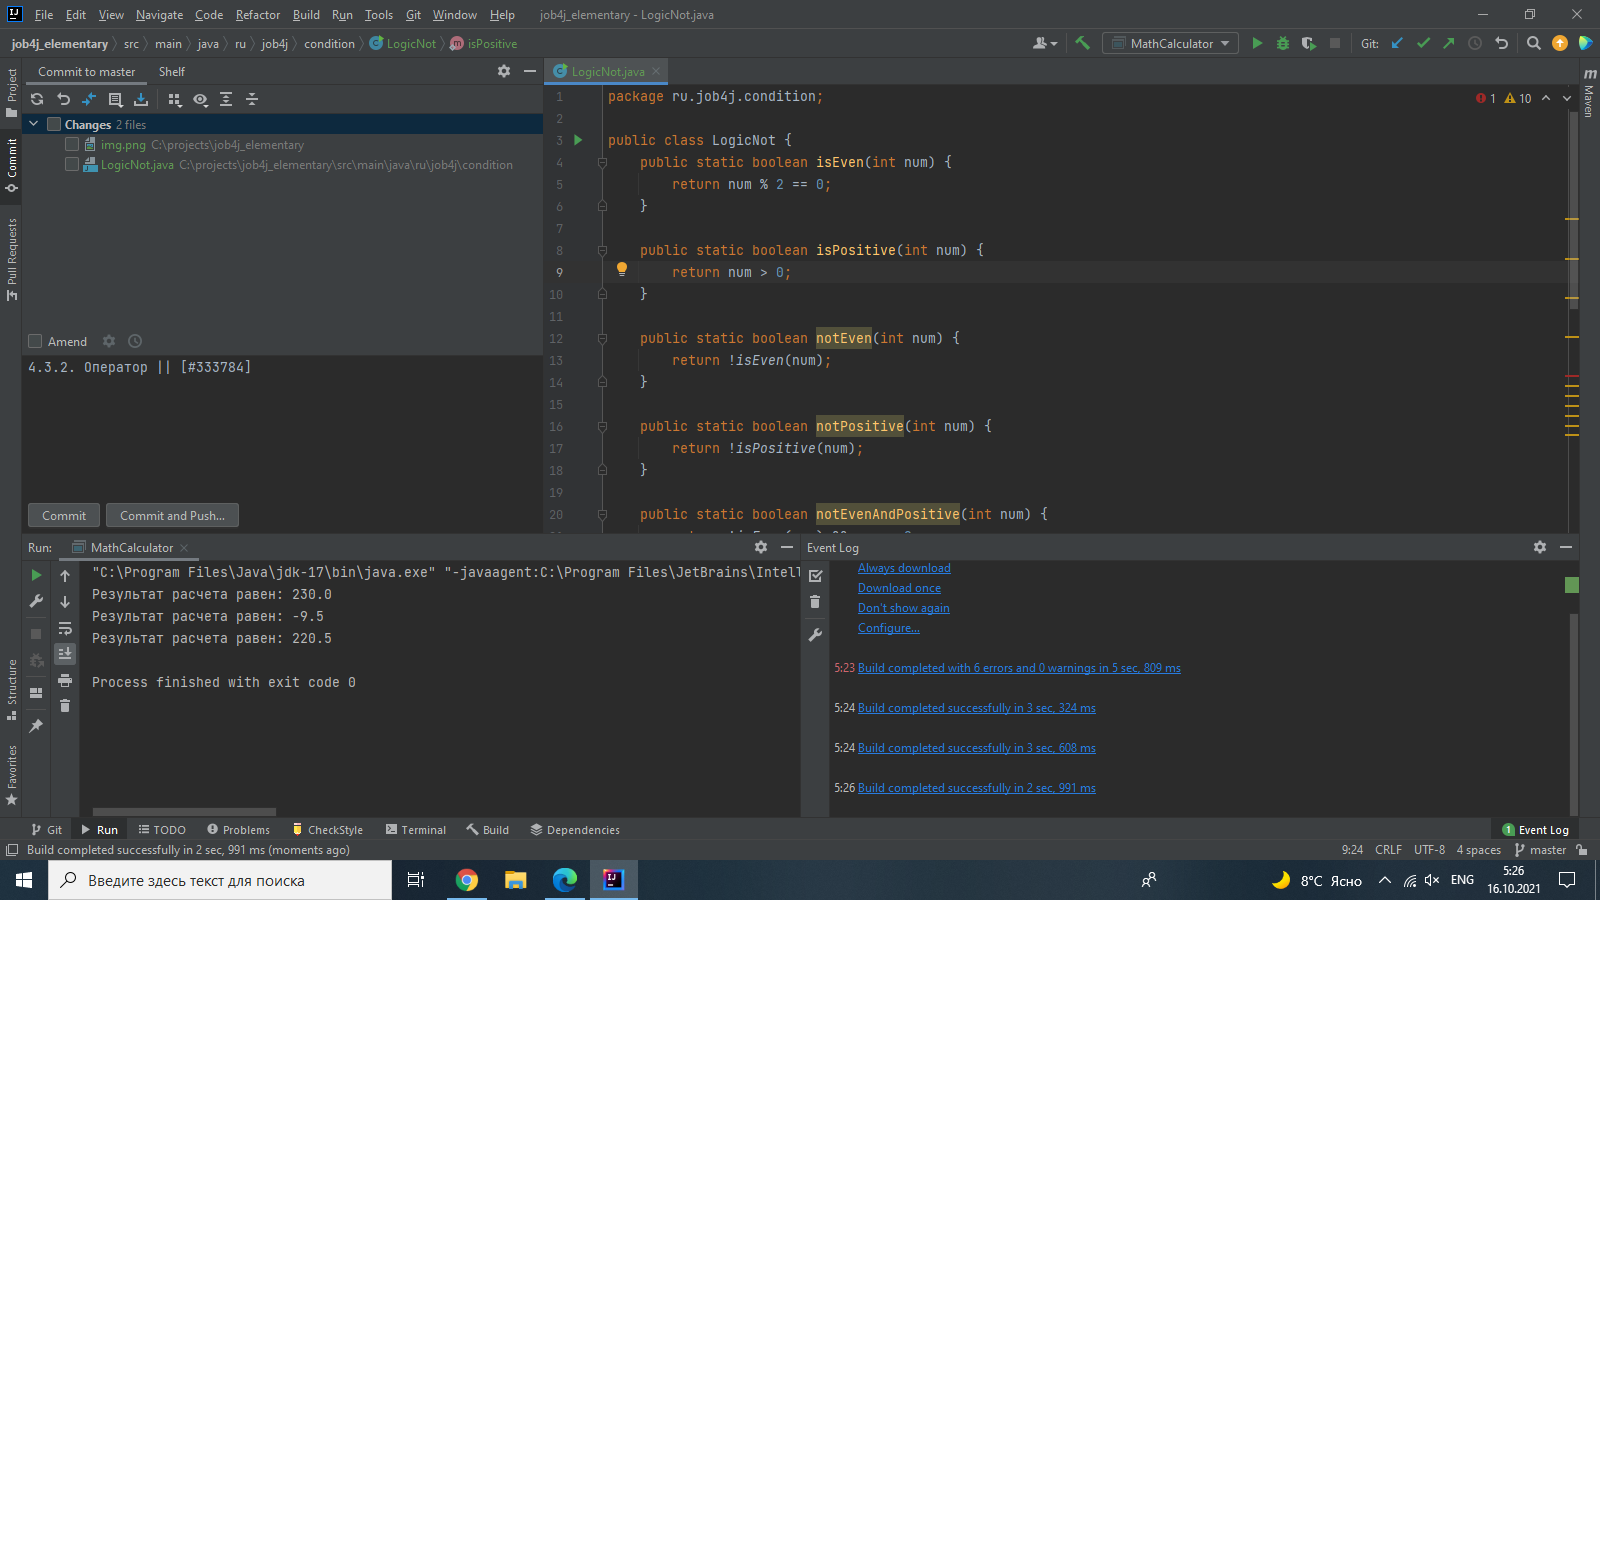 File Edit View Navigate Code Refactor Build Run Tools Git Window Help job4j_elementary - LogicNot.java
job4j_elementary src main java ru job4j condition LogicNot isPositive MathCalculator Git:
Commit to master Shelf
Changes 2 files
img.png C:\projects\job4j_elementary
LogicNot.java C:\projects\job4j_elementary\src\main\java\ru\job4j\condition
Amend
4.3.2. Оператор || [#333784]
Commit Commit and Push...
Project
Commit
Pull Requests
Structure
Favorites
LogicNot.java
1 10
1 package ru.job4j.condition;
2
3 public class LogicNot {
4 public static boolean isEven(int num) {
5 return num % 2 == 0;
6 }
7
8 public static boolean isPositive(int num) {
9 return num > 0;
10 }
11
12 public static boolean notEven(int num) {
13 return !isEven(num);
14 }
15
16 public static boolean notPositive(int num) {
17 return !isPositive(num);
18 }
19
20 public static boolean notEvenAndPositive(int num) {
Maven
Run: MathCalculator
"C:\Program Files\Java\jdk-17\bin\java.exe" "-javaagent:C:\Program Files\JetBrains\Intell
Результат расчета равен: 230.0
Результат расчета равен: -9.5
Результат расчета равен: 220.5
Process finished with exit code 0
Event Log
Always download
Download once
Don't show again
Configure...
5:23 Build completed with 6 errors and 0 warnings in 5 sec, 809 ms
5:24 Build completed successfully in 3 sec, 324 ms
5:24 Build completed successfully in 3 sec, 608 ms
5:26 Build completed successfully in 2 sec, 991 ms
Git Run TODO Problems CheckStyle Terminal Build Dependencies 1 Event Log
Build completed successfully in 2 sec, 991 ms (moments ago) 9:24 CRLF UTF-8 4 spaces master
Введите здесь текст для поиска 8°C Ясно ENG 5:26
16.10.2021